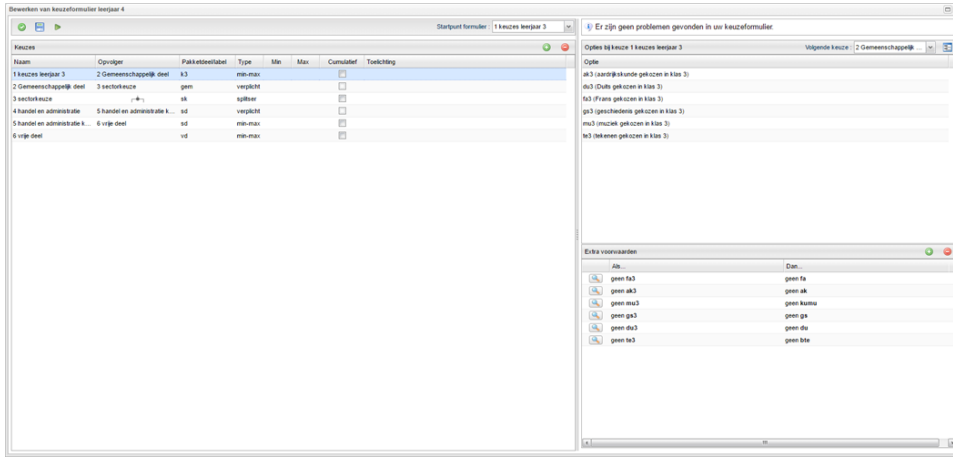 Bewerken van keuzeformulier leerjaar 4
Startpunt formulier : 1 keuzes leerjaar 3
Keuzes
Naam Opvolger Pakketdeel/label Type Min Max Cumulatief Toelichting
1 keuzes leerjaar 3 2 Gemeenschappelijk deel k3 min-max
2 Gemeenschappelijk deel 3 sectorkeuze gem verplicht
3 sectorkeuze sk splitser
4 handel en administratie 5 handel en administratie k... sd verplicht
5 handel en administratie k... 6 vrije deel sd min-max
6 vrije deel vd min-max
Er zijn geen problemen gevonden in uw keuzeformulier.
Opties bij keuze 1 keuzes leerjaar 3 Volgende keuze : 2 Gemeenschappelijk ...
Optie
ak3 (aardrijkskunde gekozen in klas 3)
du3 (Duits gekozen in klas 3)
fa3 (Frans gekozen in klas 3)
gs3 (geschiedenis gekozen in klas 3)
mu3 (muziek gekozen in klas 3)
te3 (tekenen gekozen in klas 3)
Extra voorwaarden
Als... Dan...
geen fa3 geen fa
geen ak3 geen ak
geen mu3 geen kumu
geen gs3 geen gs
geen du3 geen du
geen te3 geen bte